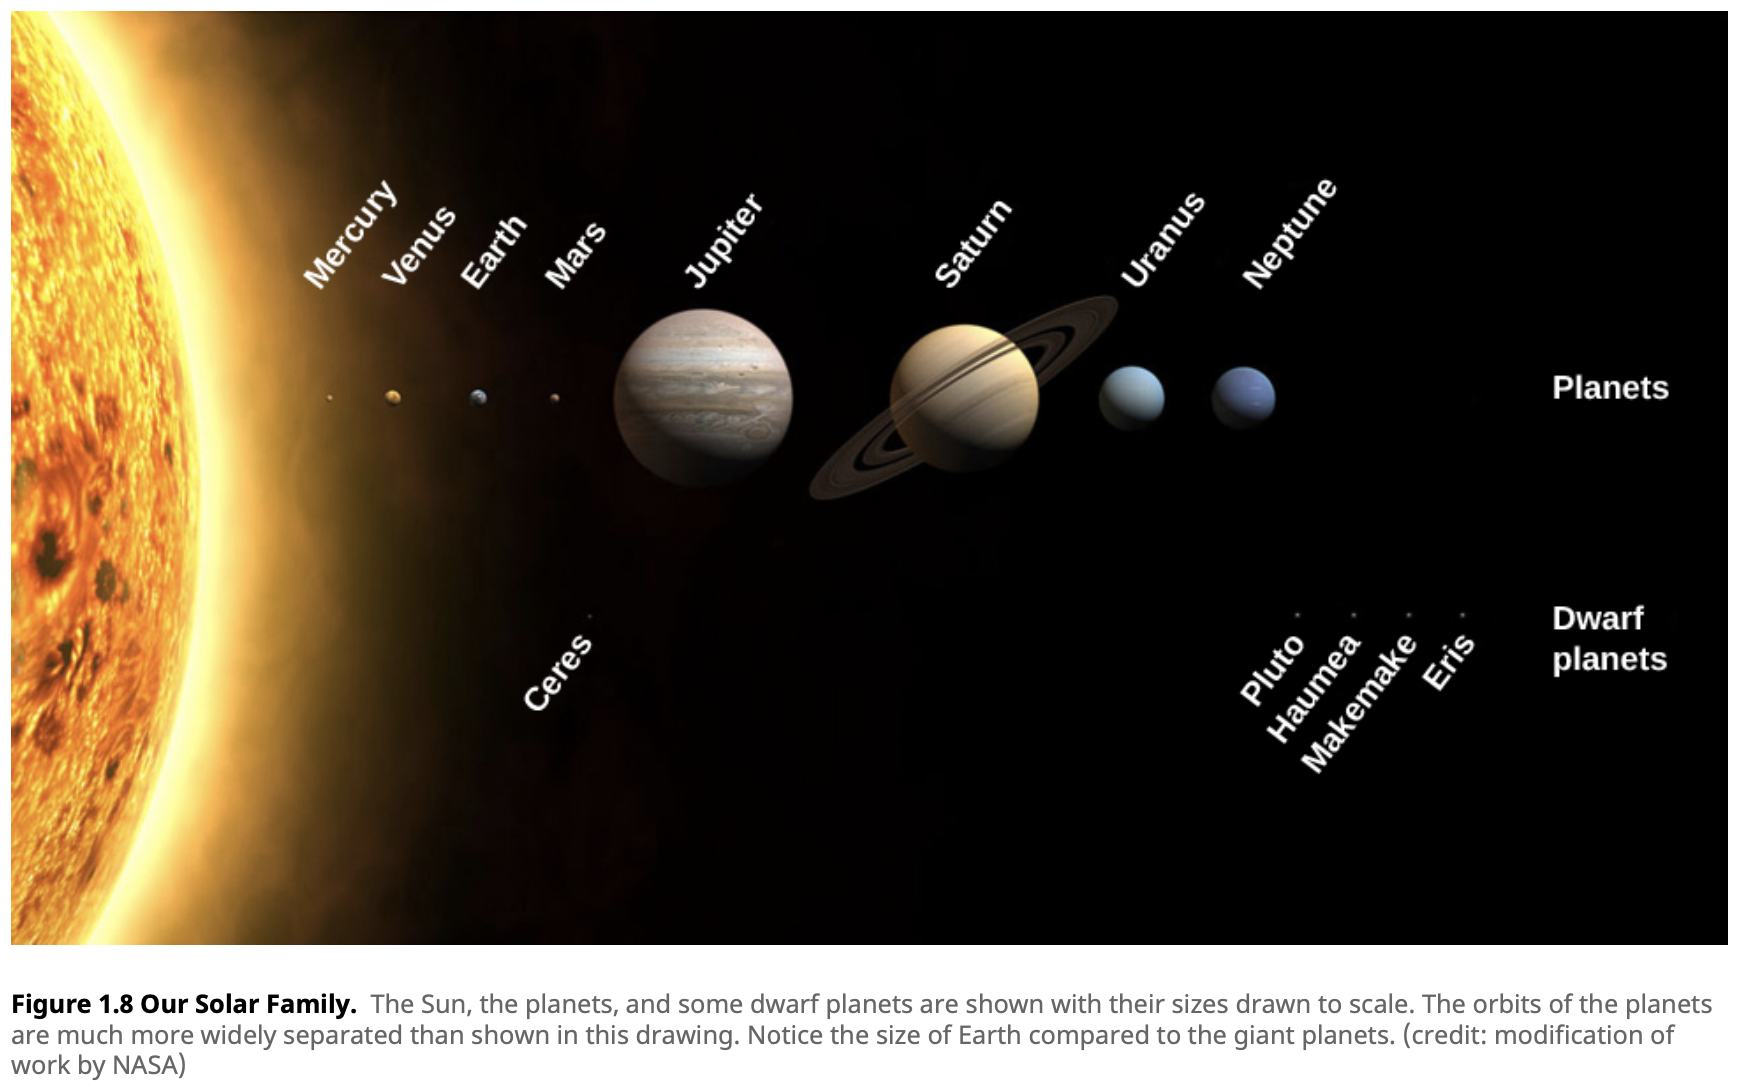 Mercury
Venus
Earth
Mars
Jupiter
Saturn
Uranus
Neptune
Planets
Ceres
Pluto
Haumea
Makemake
Eris
Dwarf
planets
Figure 1.8 Our Solar Family. The Sun, the planets, and some dwarf planets are shown with their sizes drawn to scale. The orbits of the planets
are much more widely separated than shown in this drawing. Notice the size of Earth compared to the giant planets. (credit: modification of
work by NASA)